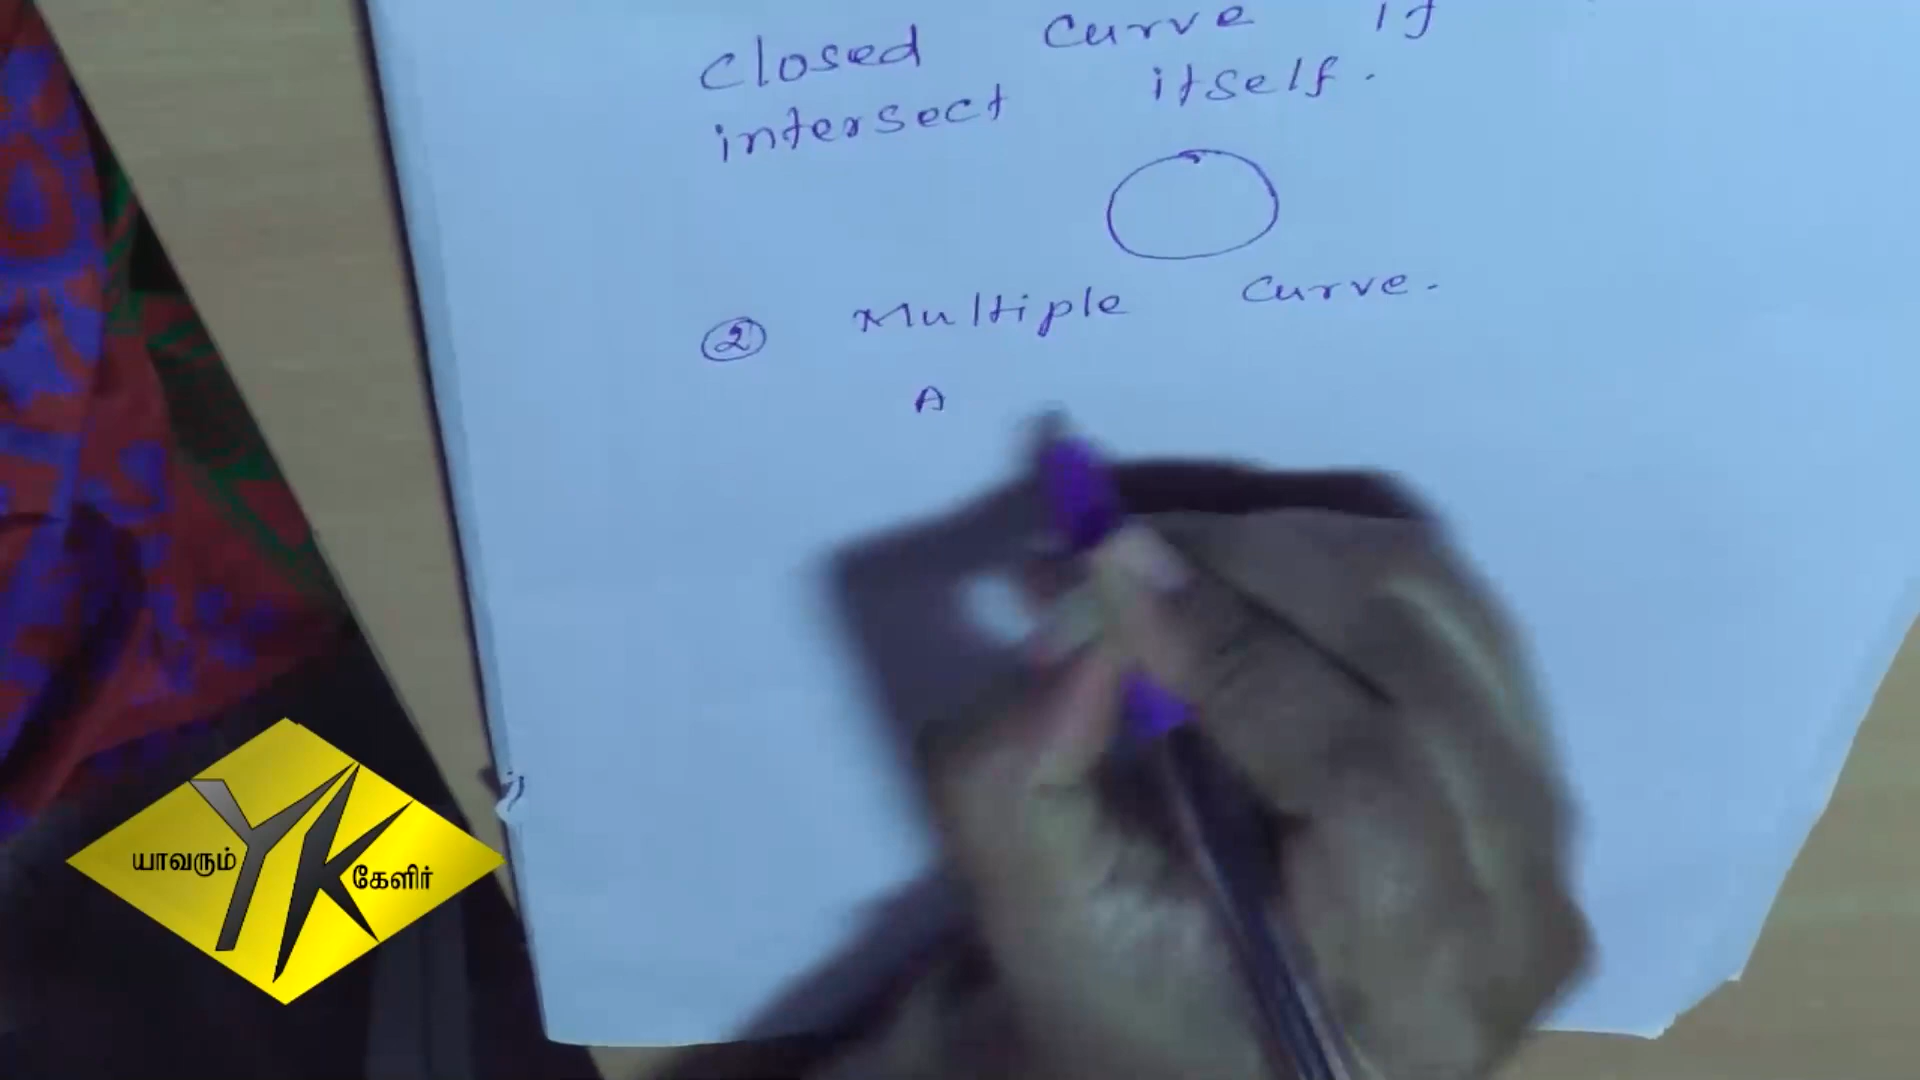 closed curve if
intersect itself.
② Multiple curve.
A
YK
யாவரும்
கேளிர்